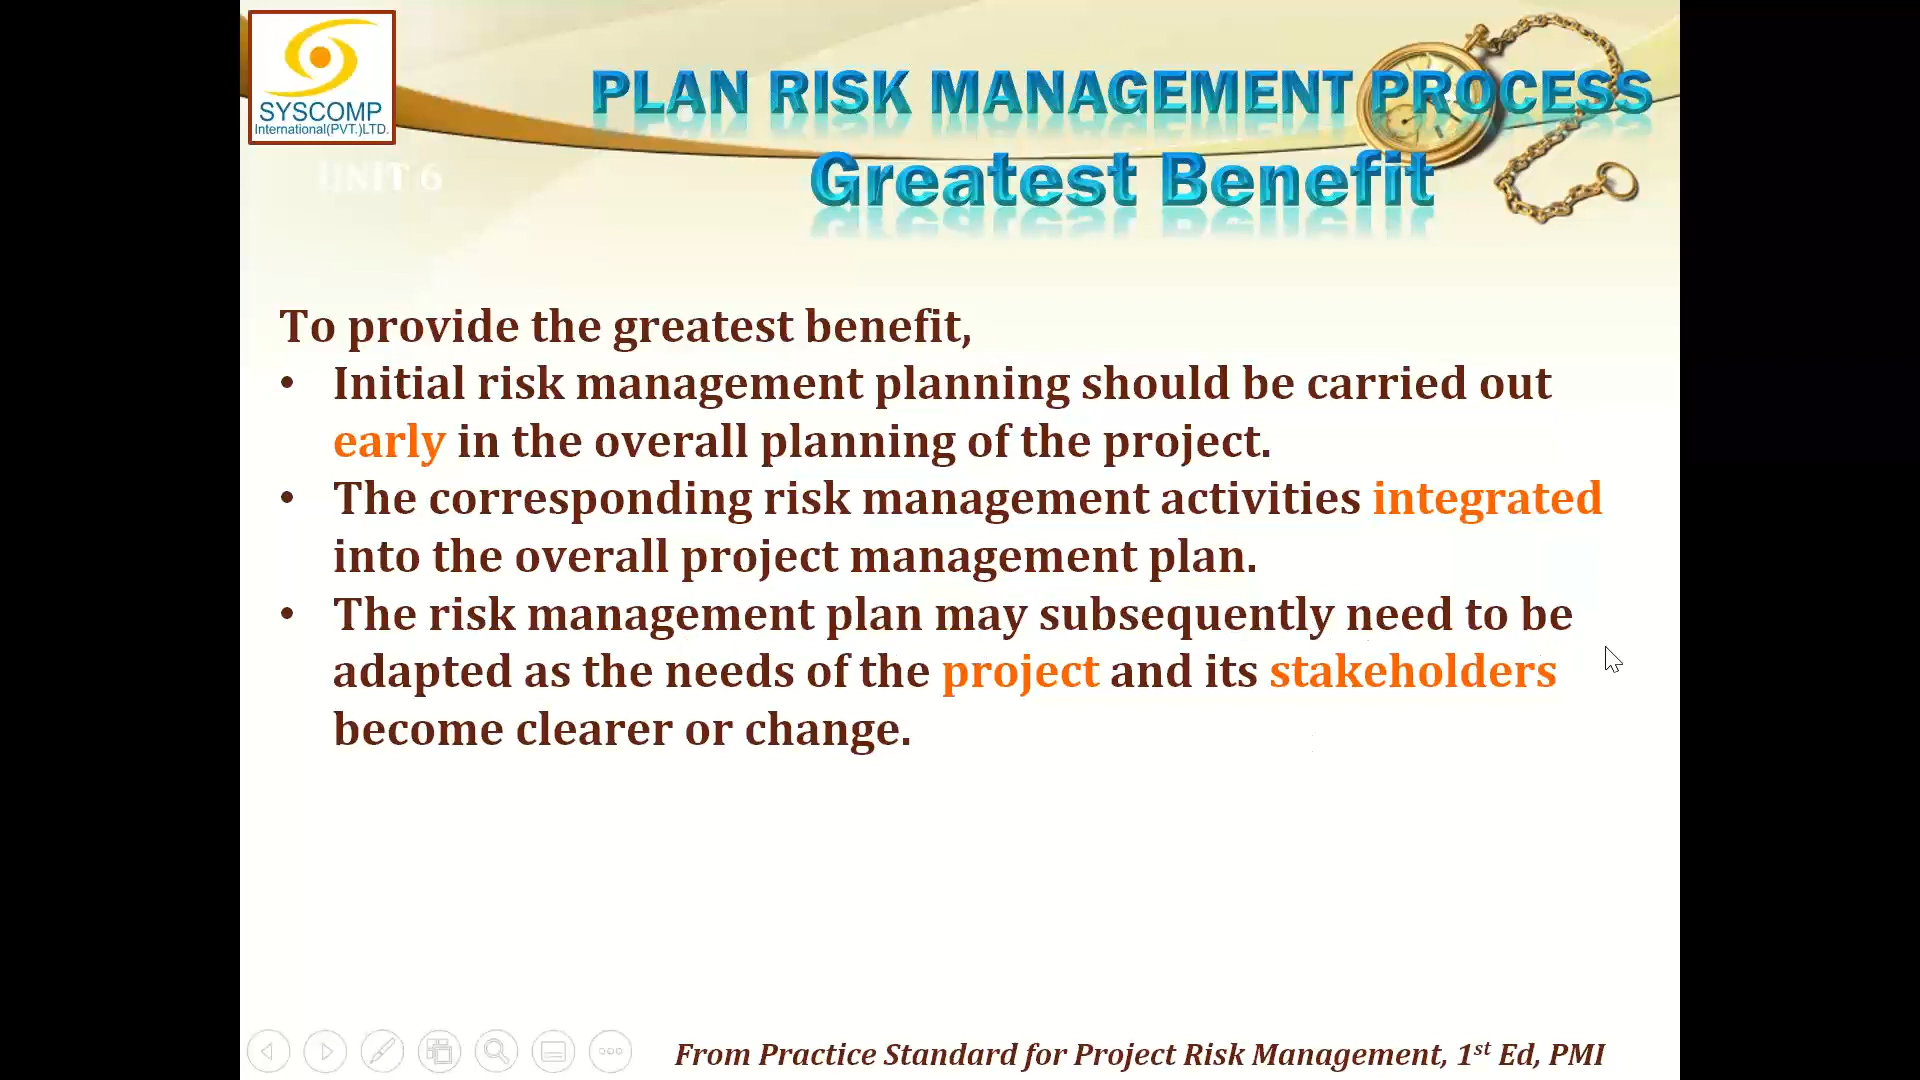 SYSCOMP
International(PVT.)LTD.
UNIT 6
PLAN RISK MANAGEMENT PROCESS
Greatest Benefit
To provide the greatest benefit,
• Initial risk management planning should be carried out
early in the overall planning of the project.
• The corresponding risk management activities integrated
into the overall project management plan.
• The risk management plan may subsequently need to be
adapted as the needs of the project and its stakeholders
become clearer or change.
From Practice Standard for Project Risk Management, 1st Ed, PMI